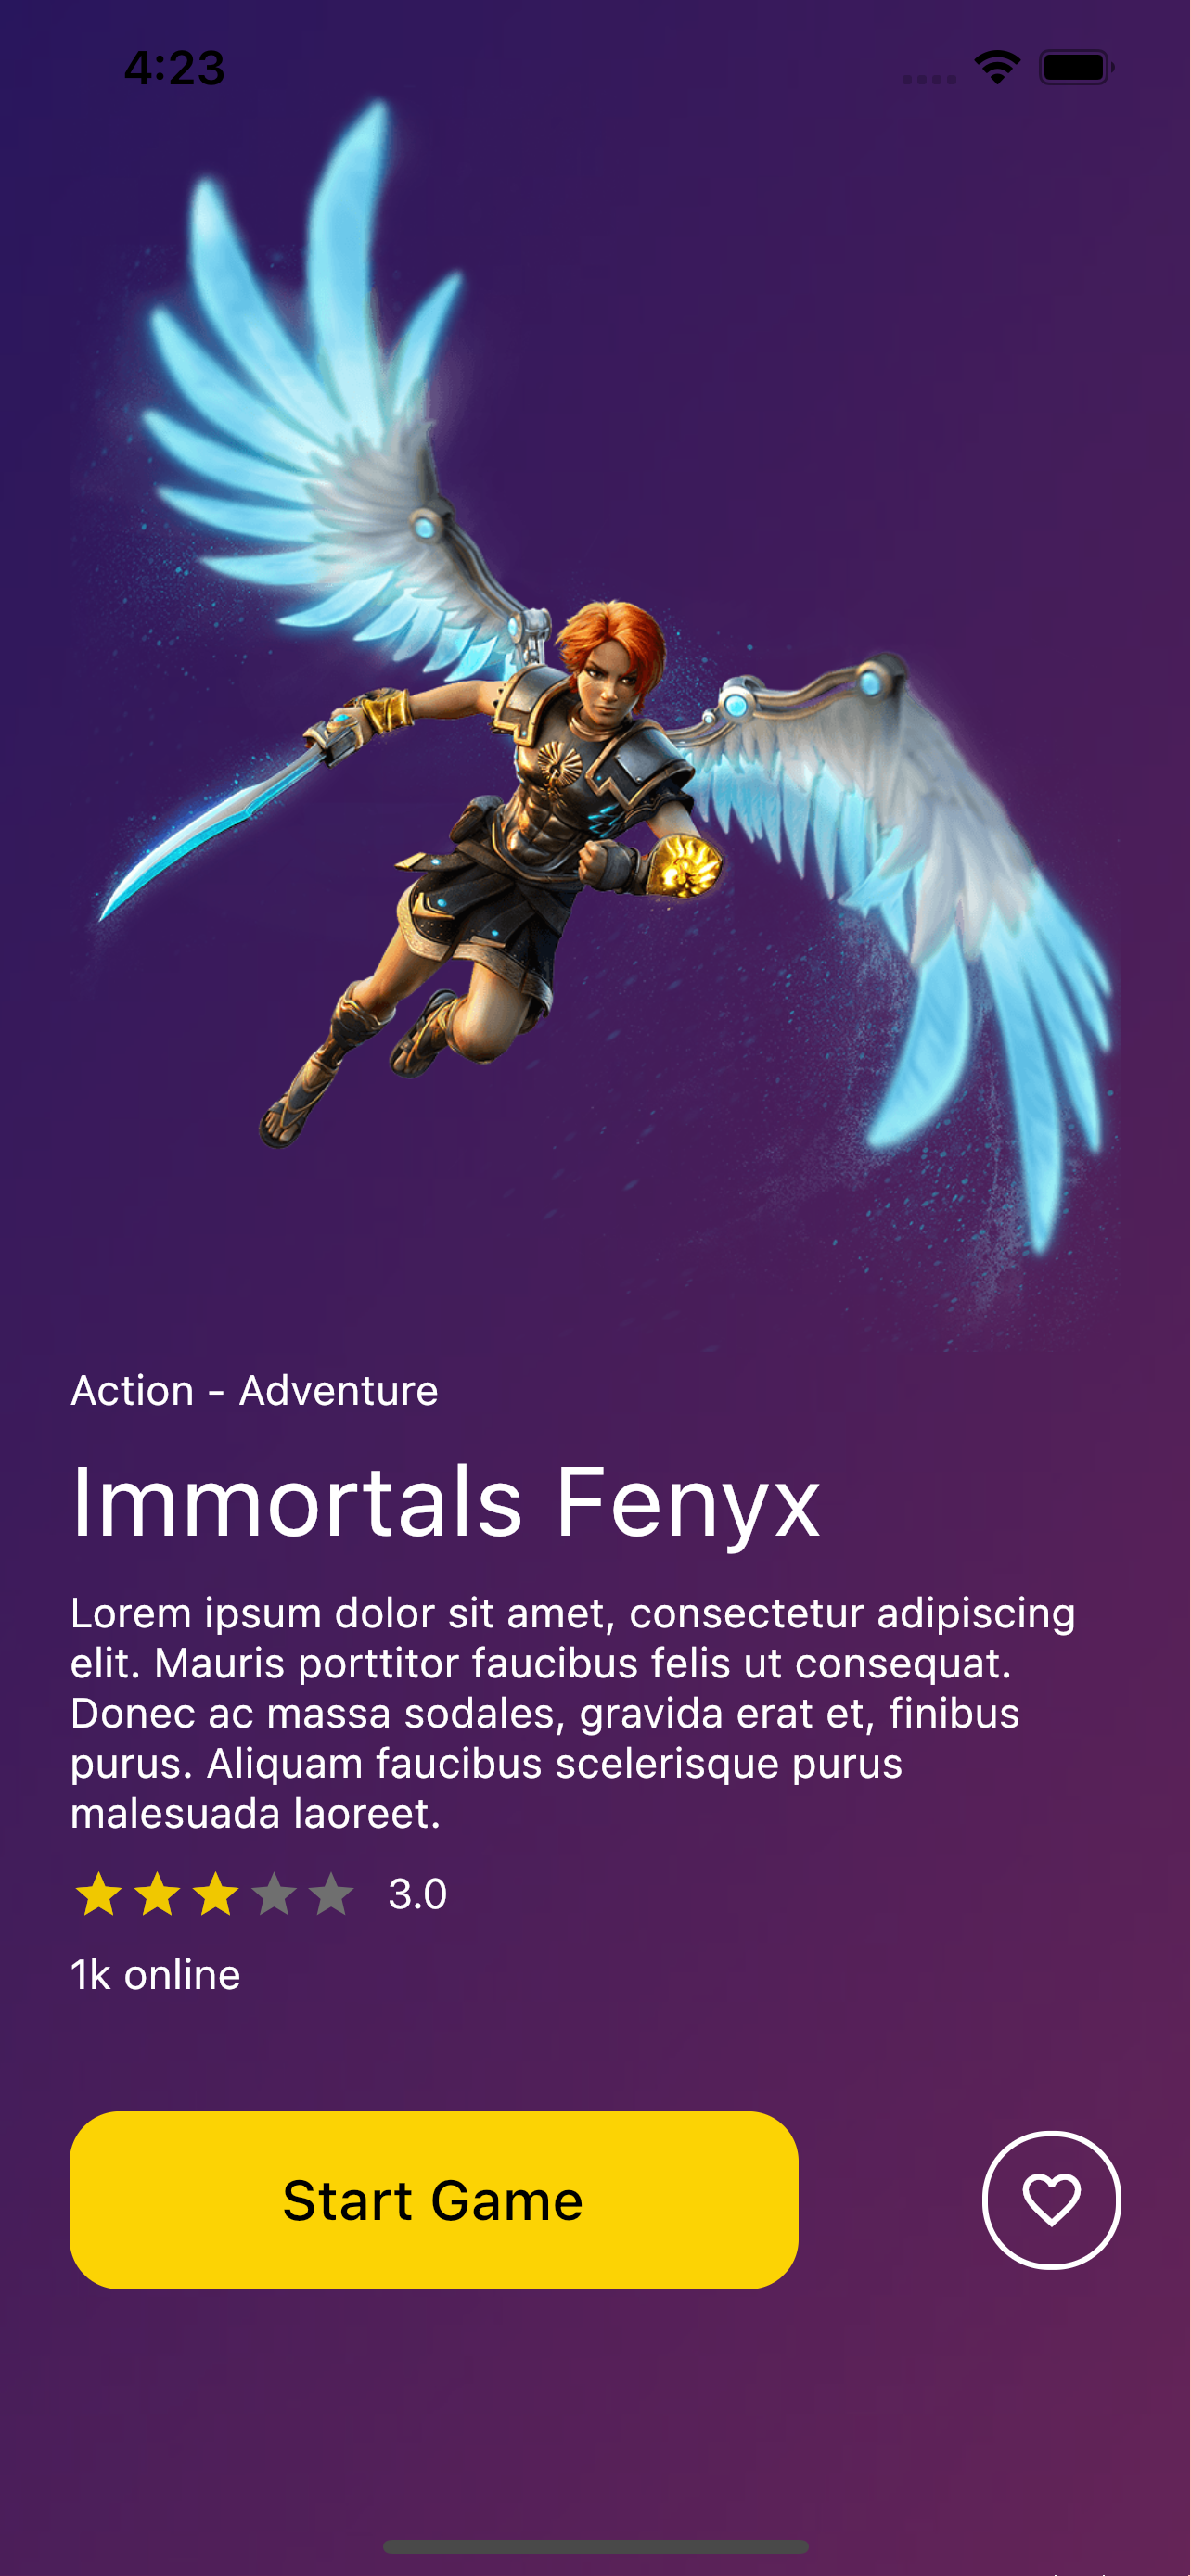 4:23
Action - Adventure
Immortals Fenyx
Lorem ipsum dolor sit amet, consectetur adipiscing
elit. Mauris porttitor faucibus felis ut consequat.
Donec ac massa sodales, gravida erat et, finibus
purus. Aliquam faucibus scelerisque purus
malesuada laoreet.
3.0
1k online
Start Game